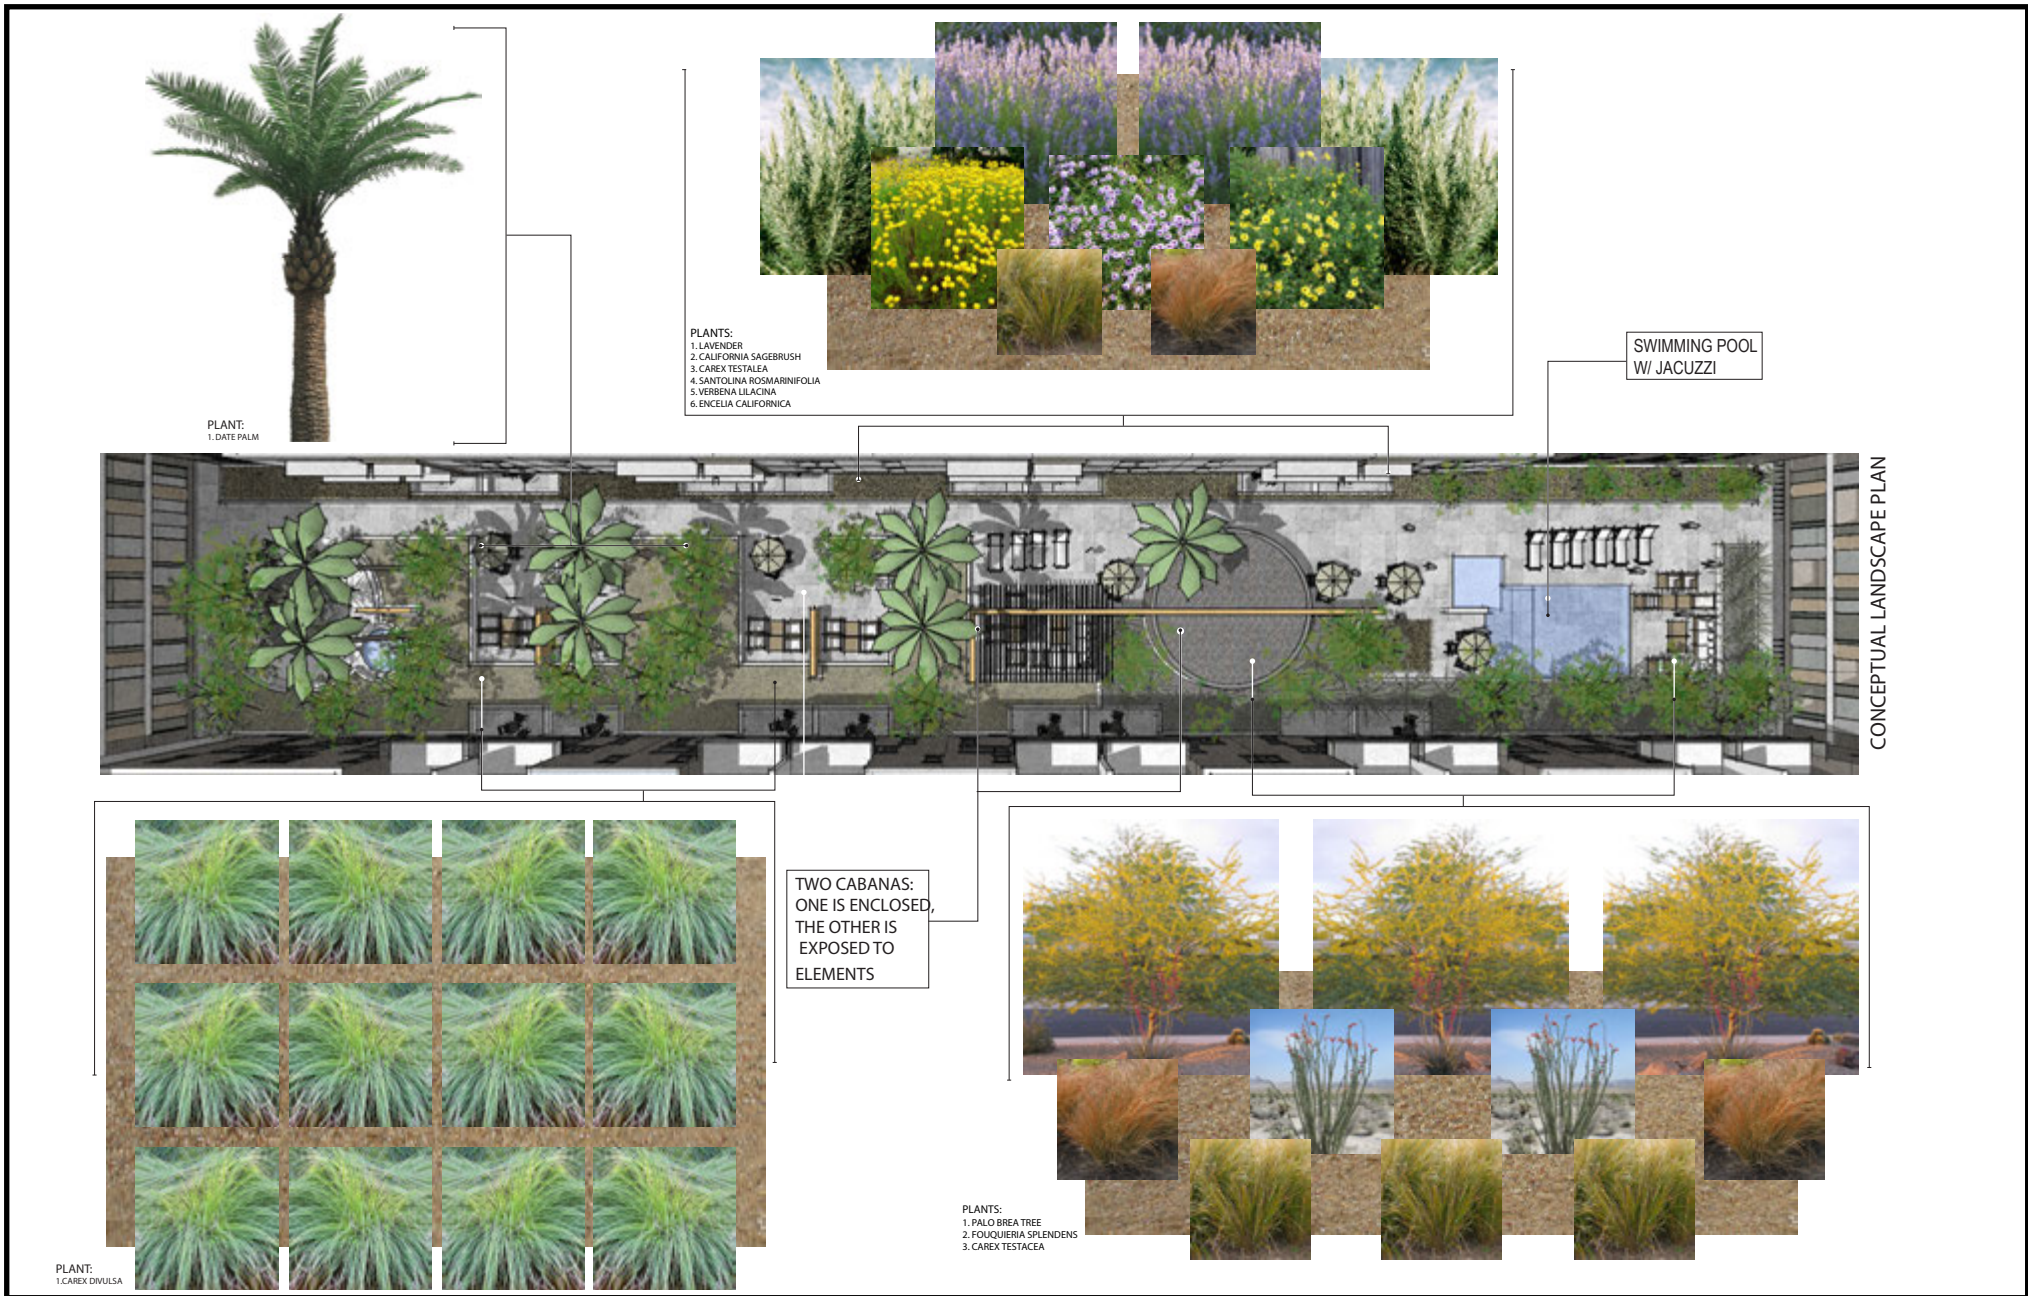 PLANT:
1. DATE PALM
PLANTS:
1. LAVENDER
2. CALIFORNIA SAGEBRUSH
3. CAREX TESTALEA
4. SANTOLINA ROSMARINIFOLIA
5. VERBENA LILACINA
6. ENCELIA CALIFORNICA
SWIMMING POOL
W/ JACUZZI
CONCEPTUAL LANDSCAPE PLAN
TWO CABANAS:
ONE IS ENCLOSED,
THE OTHER IS
EXPOSED TO
ELEMENTS
PLANT:
1.CAREX DIVULSA
PLANTS:
1. PALO BREA TREE
2. FOUQUIERIA SPLENDENS
3. CAREX TESTACEA